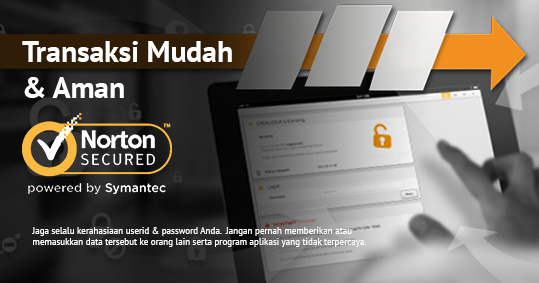 Transaksi Mudah
& Aman
Norton™
SECURED
powered by Symantec
Jaga selalu kerahasiaan userid & password Anda. Jangan pernah memberikan atau
memasukkan data tersebut ke orang lain serta program aplikasi yang tidak terpercaya.